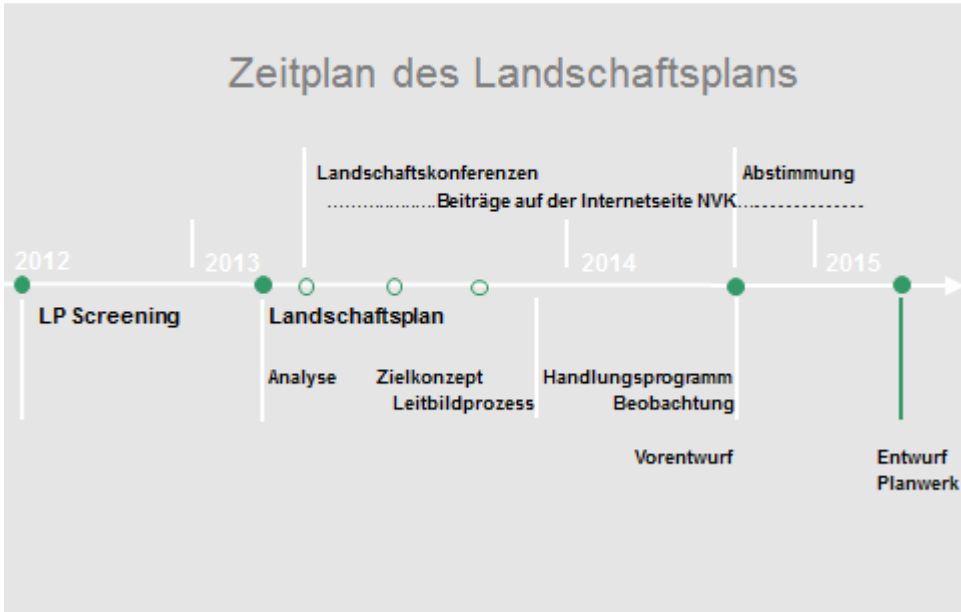 Zeitplan des Landschaftsplans
Landschaftskonferenzen
Abstimmung
....................Beiträge auf der Internetseite NVK..................
2012
2013
2014
2015
LP Screening
Landschaftsplan
Analyse
Zielkonzept
Handlungsprogramm
Leitbildprozess
Beobachtung
Vorentwurf
Entwurf
Planwerk